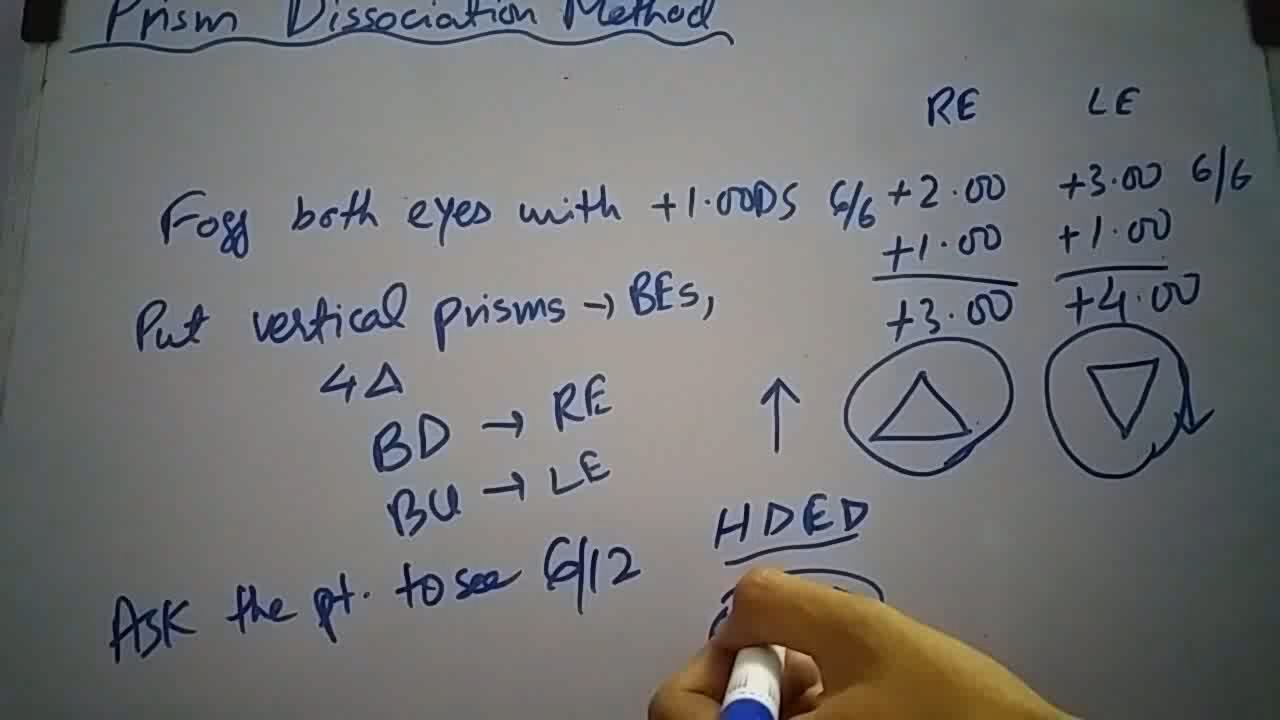 Prism Dissociation Method
RE LE
Fogg both eyes with +1.00DS 6/6 +2.00 +3.00 6/6
+1.00 +1.00
+3.00 +4.00
Put vertical prisms → BEs,
4Δ
BD → RE
BU → LE
HDED
Ask the pt. to see 6/12